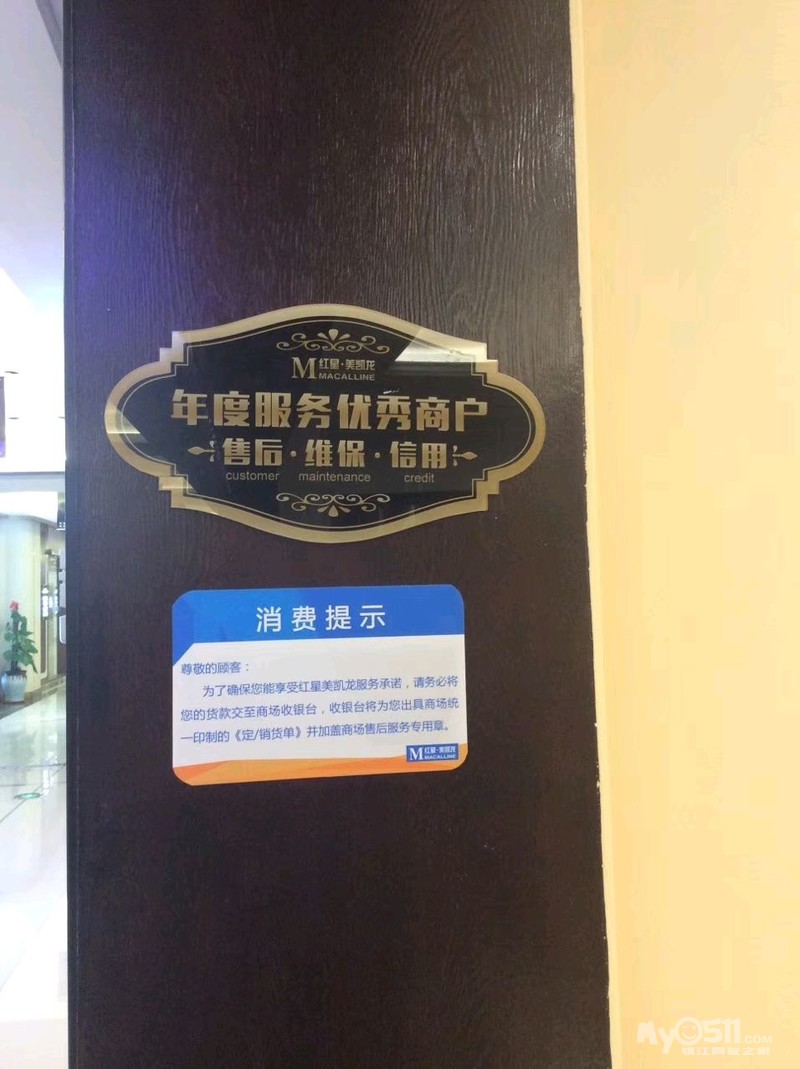 M 红星·美凯龙
MACALLINE
年度服务优秀商户
售后·维保·信用
customer maintenance credit
消费提示
尊敬的顾客：
为了确保您能享受红星美凯龙服务承诺，请务必将
您的货款交至商场收银台，收银台将为您出具商场统
一印制的《定/销货单》并加盖商场售后服务专用章。
M 红星·美凯龙
MACALLINE
MyO511.COM
镇江网友之家